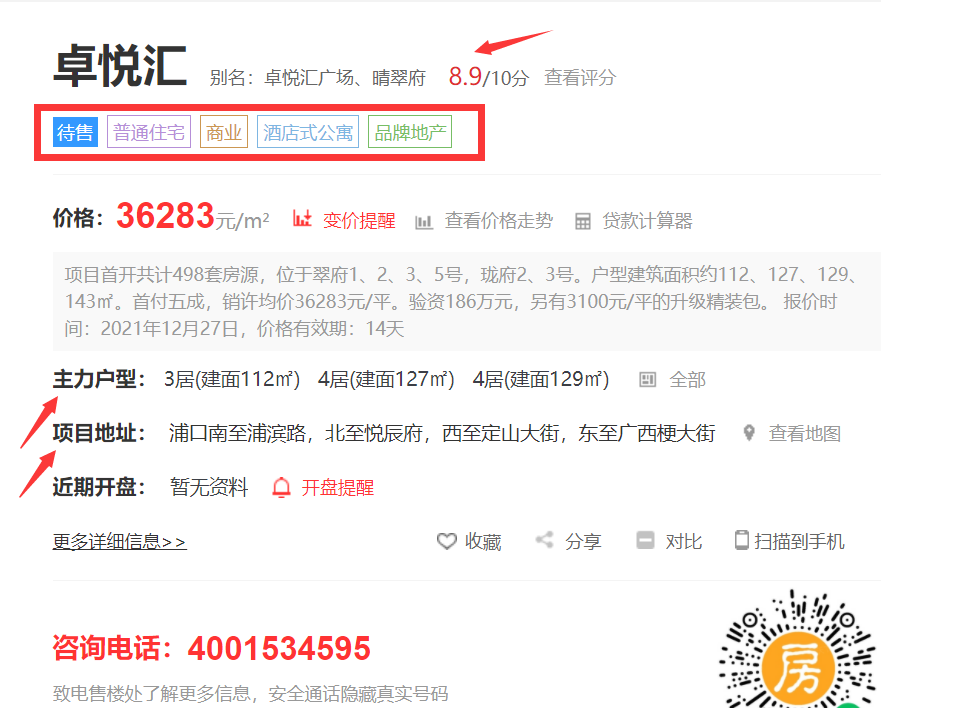 卓悦汇 别名：卓悦汇广场、晴翠府 8.9/10分 查看评分
待售 普通住宅 商业 酒店式公寓 品牌地产
价格：36283元/m² 变价提醒 查看价格走势 贷款计算器
项目首开共计498套房源，位于翠府1、2、3、5号，珑府2、3号。户型建筑面积约112、127、129、
143㎡。首付五成，销许均价36283元/平。验资186万元，另有3100元/平的升级精装包。 报价时
间：2021年12月27日，价格有效期：14天
主力户型： 3居(建面112㎡) 4居(建面127㎡) 4居(建面129㎡) 全部
项目地址： 浦口南至浦滨路，北至悦辰府，西至定山大街，东至广西梗大街 查看地图
近期开盘： 暂无资料 开盘提醒
更多详细信息>> 收藏 分享 对比 扫描到手机
咨询电话：4001534595
致电售楼处了解更多信息，安全通话隐藏真实号码
房